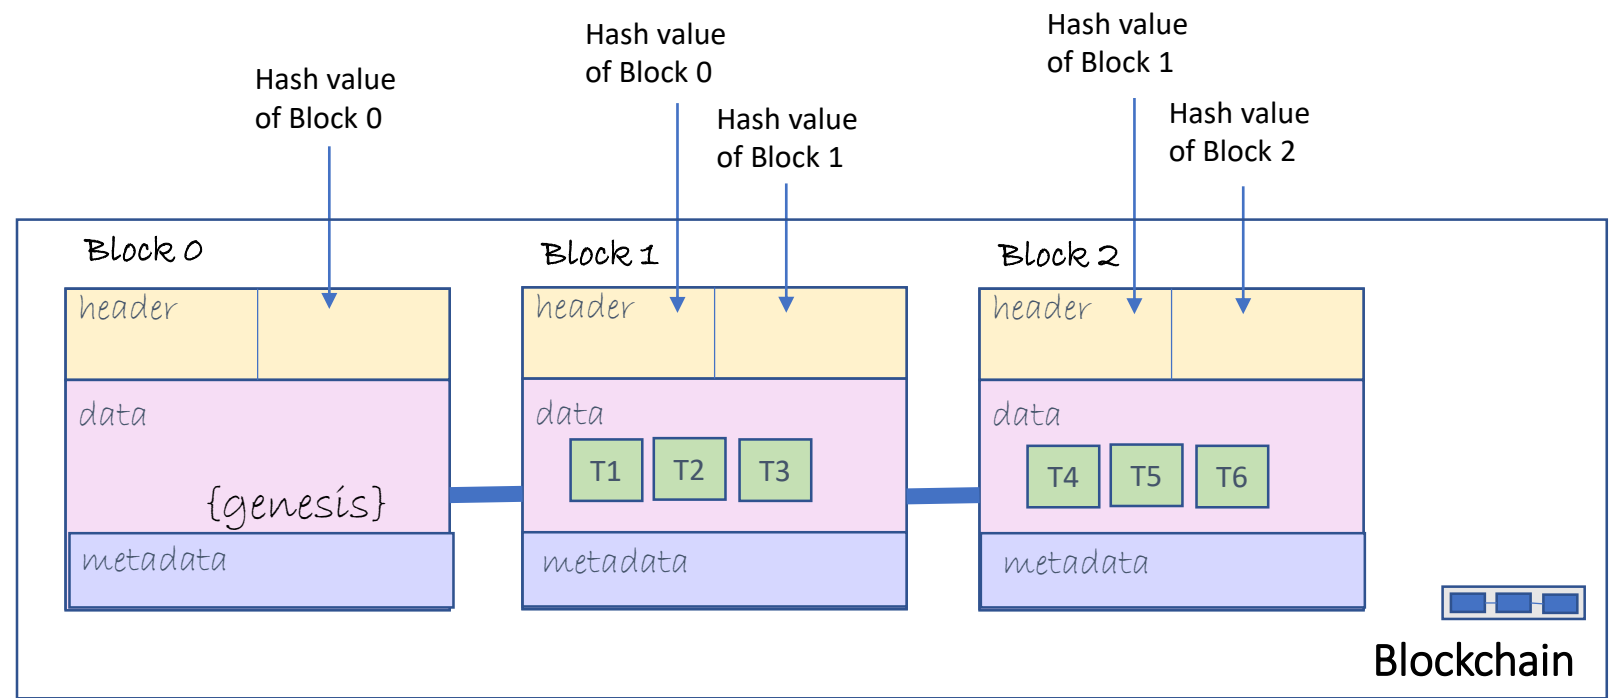 Hash value
of Block 0
Hash value
of Block 0
Hash value
of Block 1
Hash value
of Block 1
Hash value
of Block 2
Block 0
header
data
{genesis}
metadata
Block 1
header
data
T1 T2 T3
metadata
Block 2
header
data
T4 T5 T6
metadata
Blockchain